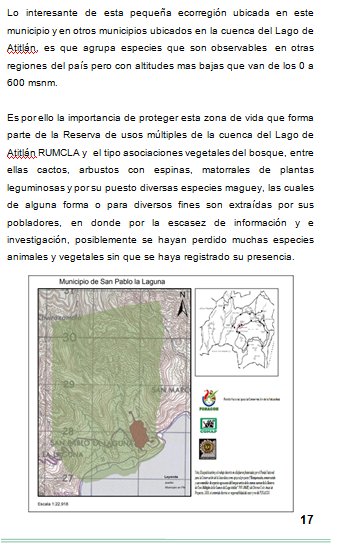 Lo interesante de esta pequeña ecorregión ubicada en este
municipio y en otros municipios ubicados en la cuenca del Lago de
Atitlán, es que agrupa especies que son observables en otras
regiones del país pero con altitudes mas bajas que van de los 0 a
600 msnm.
Es por ello la importancia de proteger esta zona de vida que forma
parte de la Reserva de usos múltiples de la cuenca del Lago de
Atitlán RUMCLA y el tipo asociaciones vegetales del bosque, entre
ellas cactos, arbustos con espinas, matorrales de plantas
leguminosas y por su puesto diversas especies maguey, las cuales
de alguna forma o para diversos fines son extraídas por sus
pobladores, en donde por la escasez de información y e
investigación, posiblemente se hayan perdido muchas especies
animales y vegetales sin que se haya registrado su presencia.
Municipio de San Pablo la Laguna
N
30
29
SAN MARCO
28
SAN PABLO LA LAGUNA
LA LAGUNA
27
Leyenda
FONACON
CONAP
Escala 1:22,918
17